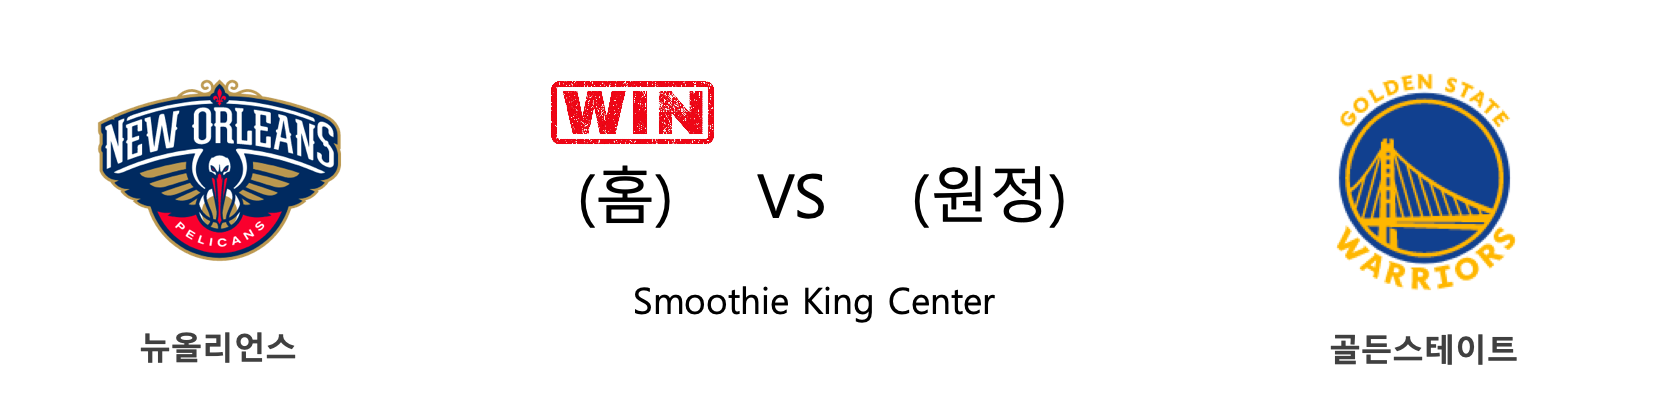 NEW ORLEANS
PELICANS
뉴올리언스
WIN
(홈) VS (원정)
Smoothie King Center
GOLDEN STATE
WARRIORS
골든스테이트